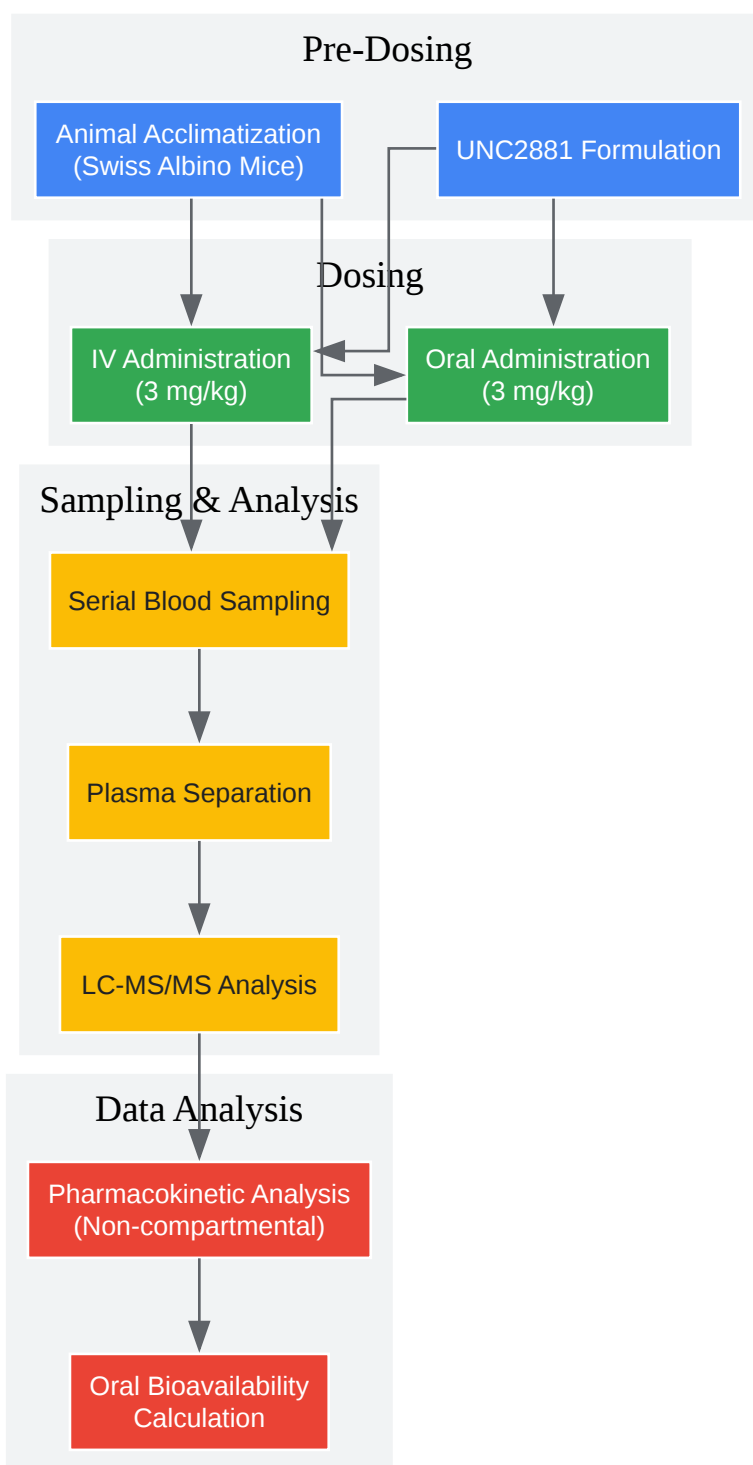 Pre-Dosing
Animal Acclimatization
(Swiss Albino Mice)
UNC2881 Formulation
Dosing
IV Administration
(3 mg/kg)
Oral Administration
(3 mg/kg)
Sampling & Analysis
Serial Blood Sampling
Plasma Separation
LC-MS/MS Analysis
Data Analysis
Pharmacokinetic Analysis
(Non-compartmental)
Oral Bioavailability
Calculation